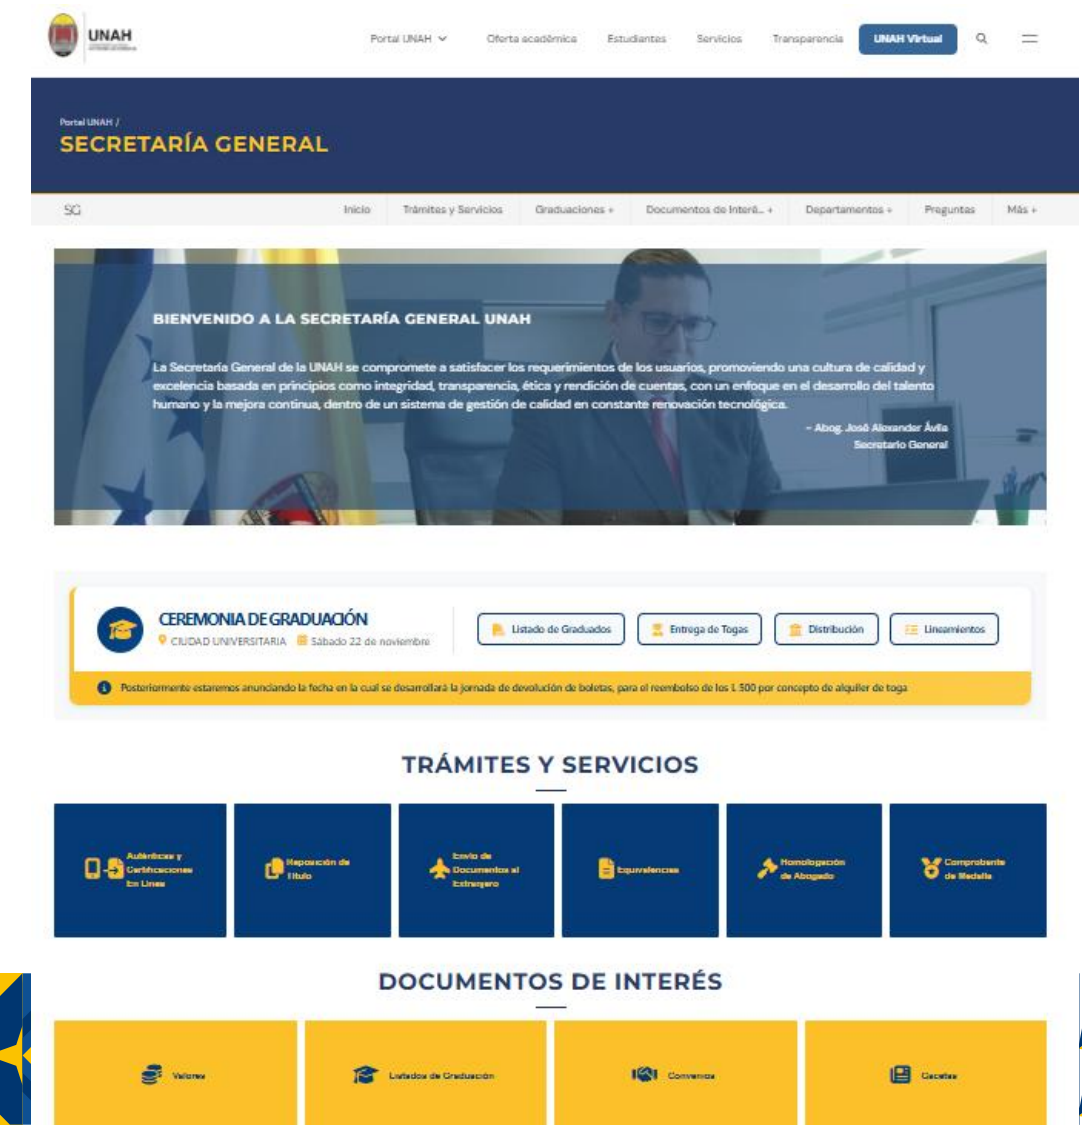 UNAH
Portal UNAH
Oferta académica
Estudiantes
Servicios
Transparencia
UNAH Virtual
Portal UNAH /
SECRETARÍA GENERAL
SG
Inicio
Trámites y Servicios
Graduaciones +
Documentos de Interé... +
Departamentos +
Preguntas
Más +
BIENVENIDO A LA SECRETARÍA GENERAL UNAH
La Secretaría General de la UNAH se compromete a satisfacer los requerimientos de los usuarios, promoviendo una cultura de calidad y
excelencia basada en principios como integridad, transparencia, ética y rendición de cuentas, con un enfoque en el desarrollo del talento
humano y la mejora continua, dentro de un sistema de gestión de calidad en constante renovación tecnológica.
- Abog. José Alexander Ávila
Secretario General
CEREMONIA DE GRADUACIÓN
CIUDAD UNIVERSITARIA Sábado 22 de noviembre
Listado de Graduados
Entrega de Togas
Distribución
Lineamientos
Posteriormente estaremos anunciando la fecha en la cual se desarrollará la jornada de devolución de boletas, para el reembolso de los L 500 por concepto de alquiler de toga
TRÁMITES Y SERVICIOS
Auténticas y
Certificaciones
En Línea
Reposición de
Título
Envío de
Documentos al
Extranjero
Equivalencias
Homologación
de Abogado
Comprobante
de Medalla
DOCUMENTOS DE INTERÉS
Valores
Listados de Graduación
Convenios
Gacetas